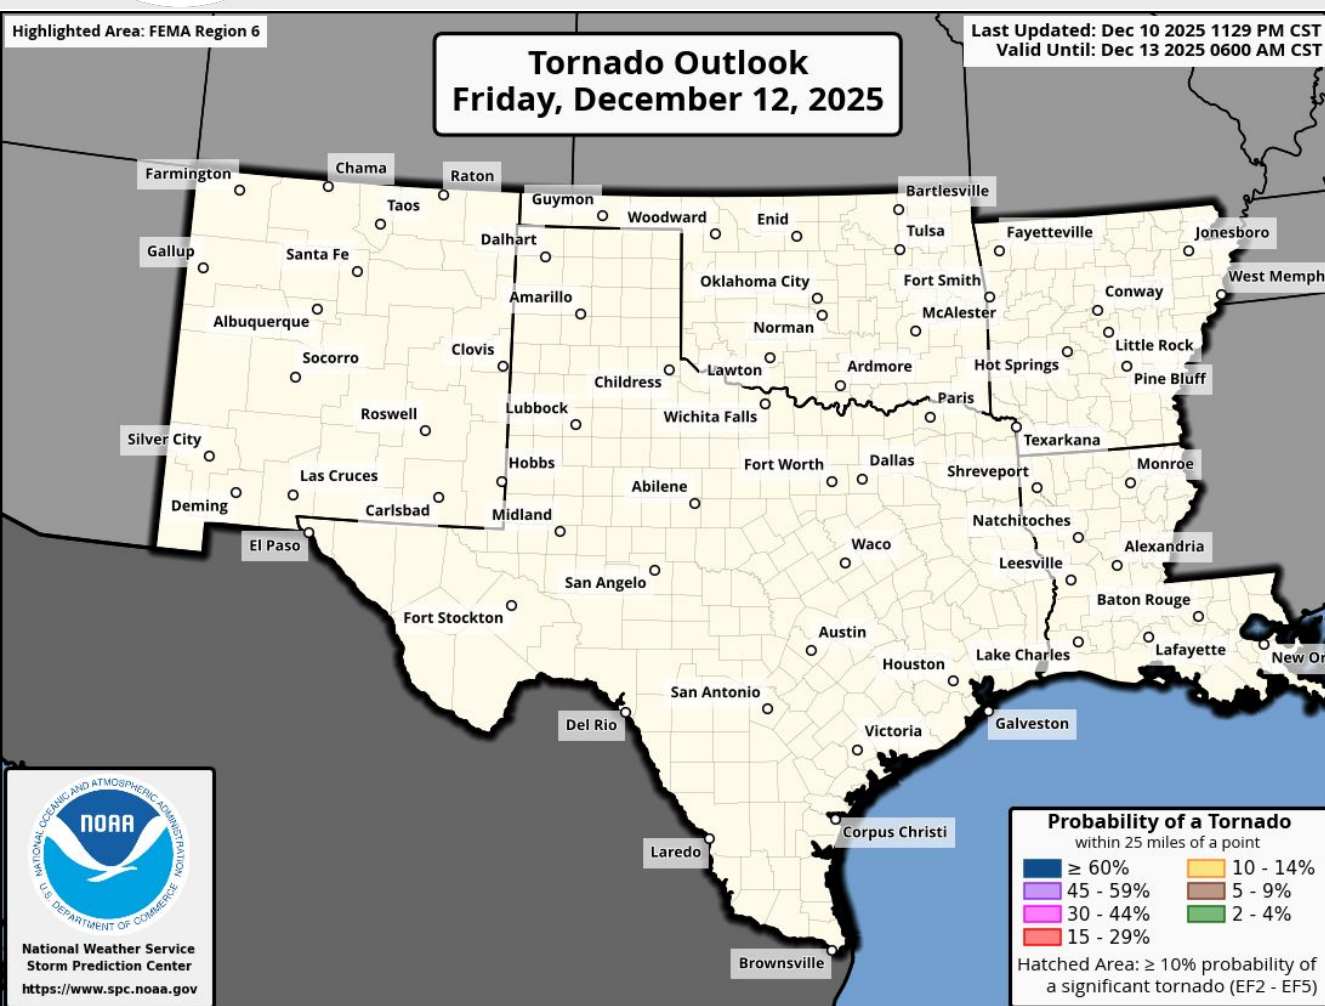 Highlighted Area: FEMA Region 6
Last Updated: Dec 10 2025 1129 PM CST
Valid Until: Dec 13 2025 0600 AM CST
Tornado Outlook
Friday, December 12, 2025
Farmington
Chama
Raton
Taos
Guymon
Woodward
Enid
Bartlesville
Tulsa
Fayetteville
Jonesboro
Gallup
Santa Fe
Dalhart
Oklahoma City
Fort Smith
West Memph
Albuquerque
Amarillo
Norman
McAlester
Conway
Little Rock
Socorro
Clovis
Childress
Lawton
Ardmore
Hot Springs
Pine Bluff
Roswell
Lubbock
Wichita Falls
Paris
Texarkana
Silver City
Las Cruces
Hobbs
Abilene
Fort Worth
Dallas
Shreveport
Monroe
Deming
Carlsbad
Midland
Natchitoches
El Paso
San Angelo
Waco
Leesville
Alexandria
Fort Stockton
Austin
Baton Rouge
Houston
Lake Charles
Lafayette
New Or
San Antonio
Del Rio
Victoria
Galveston
Laredo
Corpus Christi
Brownsville
NATIONAL OCEANIC AND ATMOSPHERIC ADMINISTRATION
NOAA
U.S. DEPARTMENT OF COMMERCE
National Weather Service
Storm Prediction Center
https://www.spc.noaa.gov
Probability of a Tornado
within 25 miles of a point
≥ 60%
45 - 59%
30 - 44%
15 - 29%
10 - 14%
5 - 9%
2 - 4%
Hatched Area: ≥ 10% probability of
a significant tornado (EF2 - EF5)